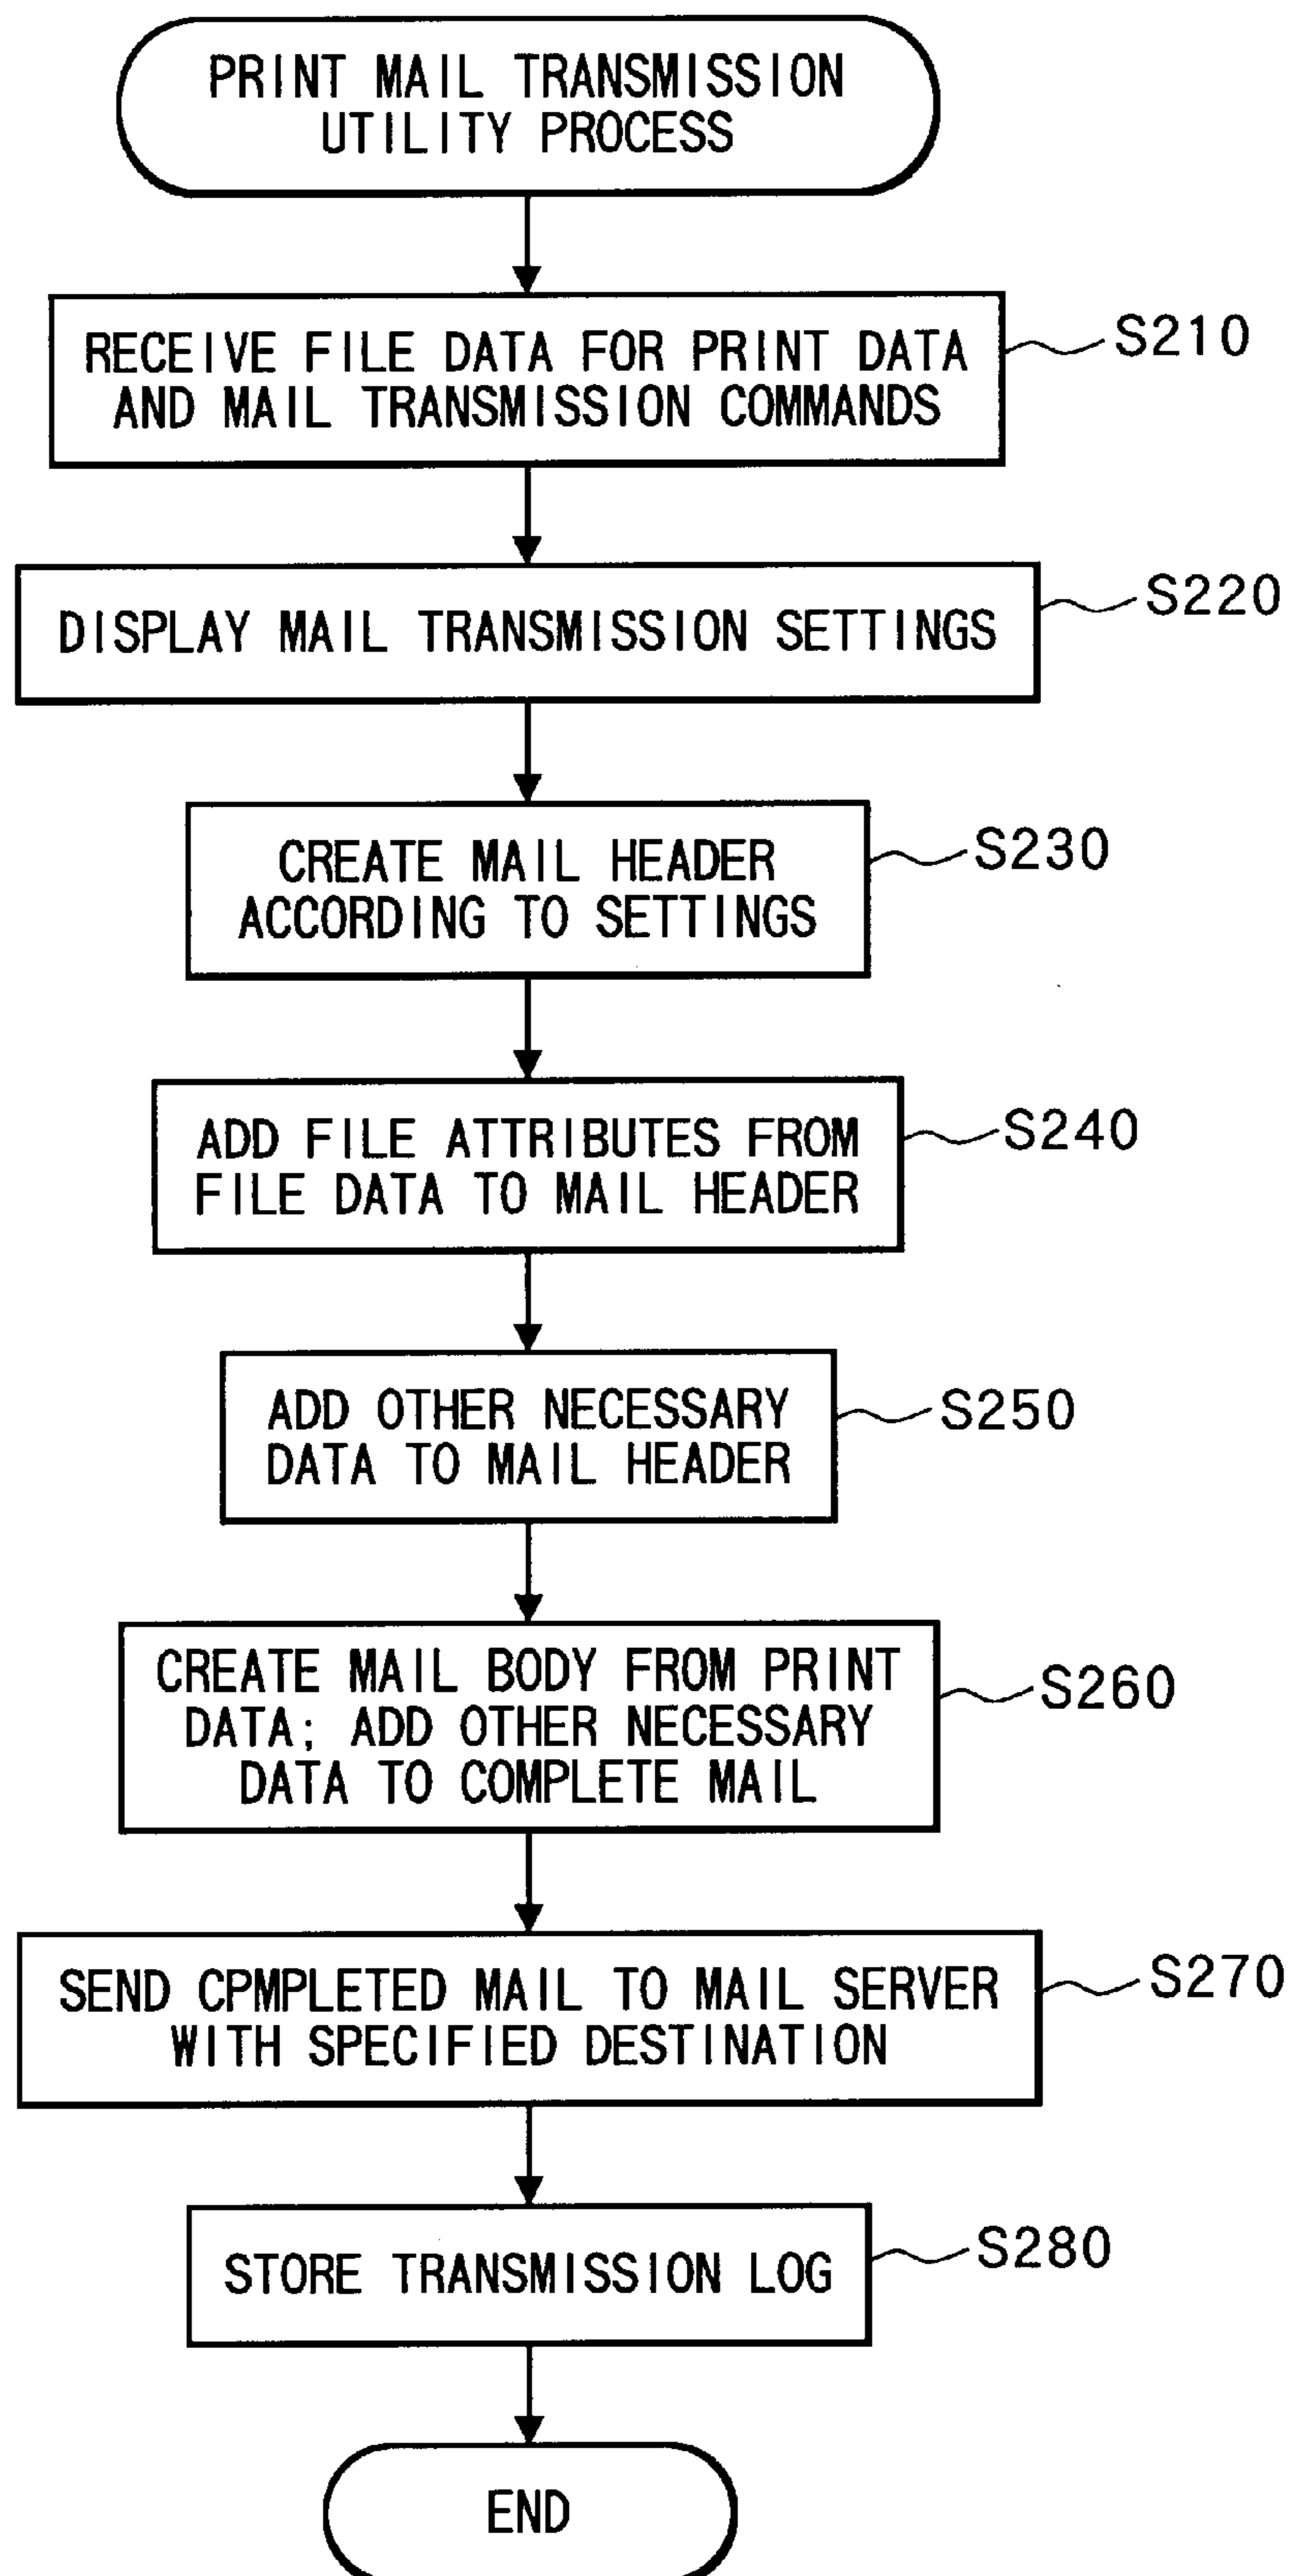 PRINT MAIL TRANSMISSION
UTILITY PROCESS
RECEIVE FILE DATA FOR PRINT DATA
AND MAIL TRANSMISSION COMMANDS
S210
DISPLAY MAIL TRANSMISSION SETTINGS
S220
CREATE MAIL HEADER
ACCORDING TO SETTINGS
S230
ADD FILE ATTRIBUTES FROM
FILE DATA TO MAIL HEADER
S240
ADD OTHER NECESSARY
DATA TO MAIL HEADER
S250
CREATE MAIL BODY FROM PRINT
DATA; ADD OTHER NECESSARY
DATA TO COMPLETE MAIL
S260
SEND CPMPLETED MAIL TO MAIL SERVER
WITH SPECIFIED DESTINATION
S270
STORE TRANSMISSION LOG
S280
END